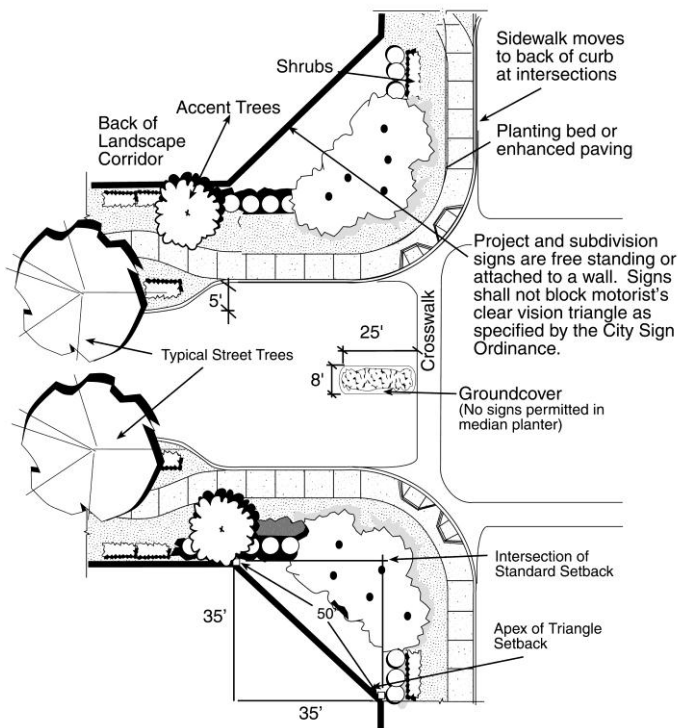 Sidewalk moves
to back of curb
at intersections
Shrubs
Accent Trees
Back of
Landscape
Corridor
Planting bed or
enhanced paving
Project and subdivision
signs are free standing or
attached to a wall. Signs
shall not block motorist's
clear vision triangle as
specified by the City Sign
Ordinance.
5'
25'
Crosswalk
Typical Street Trees
8'
Groundcover
(No signs permitted in
median planter)
Intersection of
Standard Setback
50'
35'
Apex of Triangle
Setback
35'